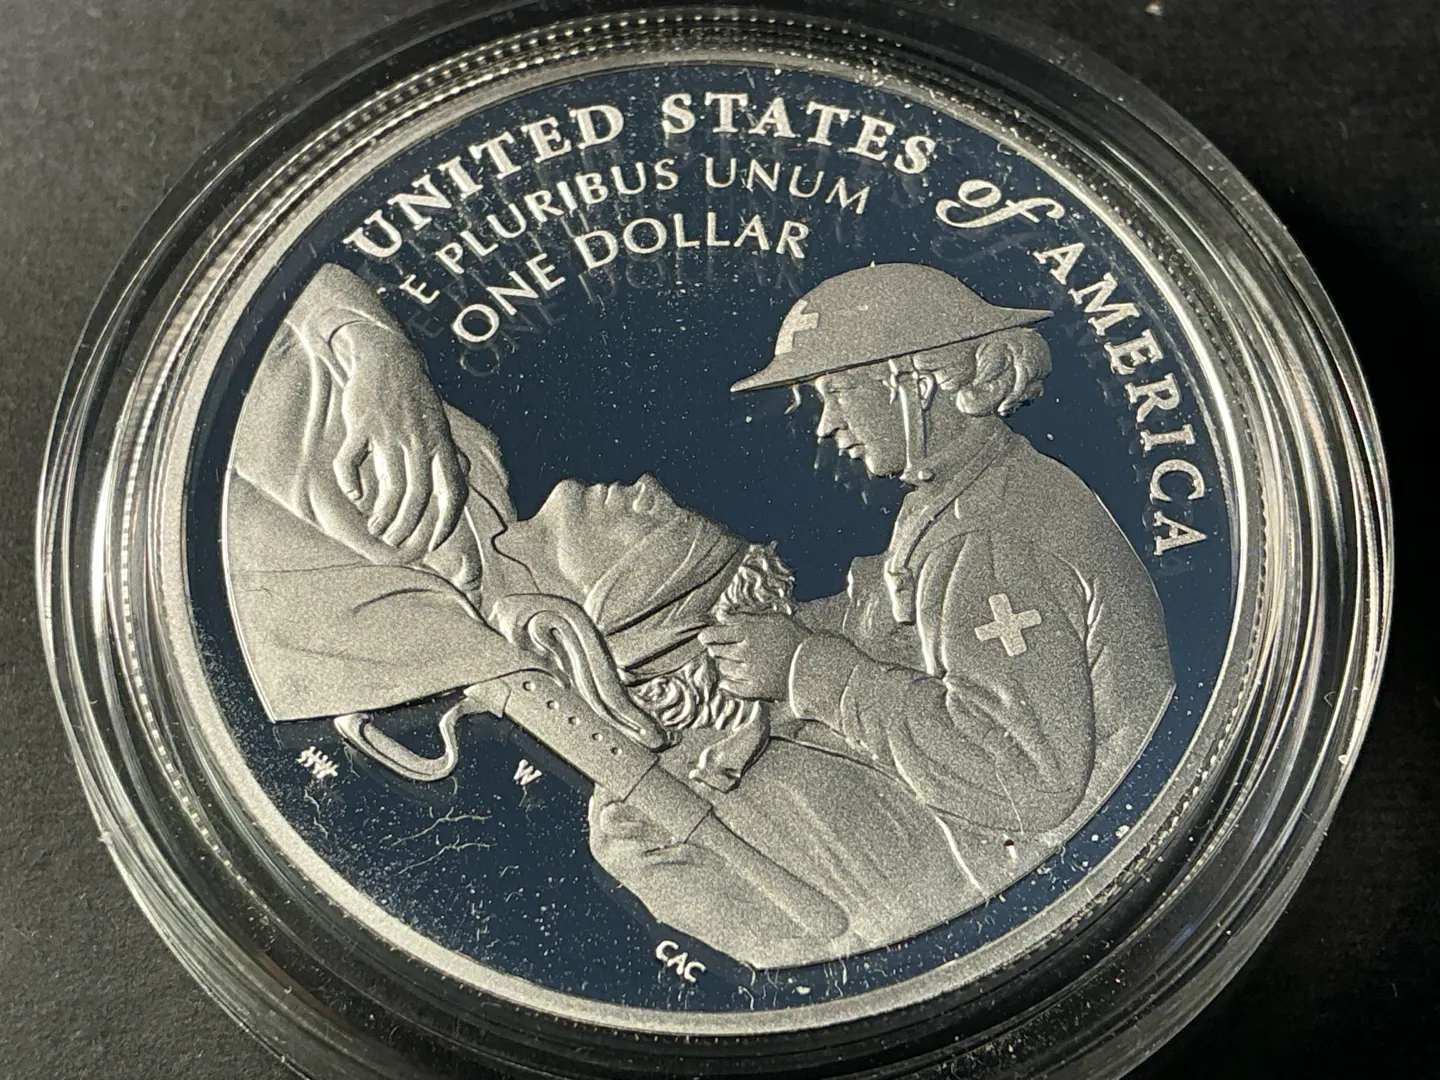 UNITED STATES of AMERICA
E PLURIBUS UNUM
ONE DOLLAR
W
CAC